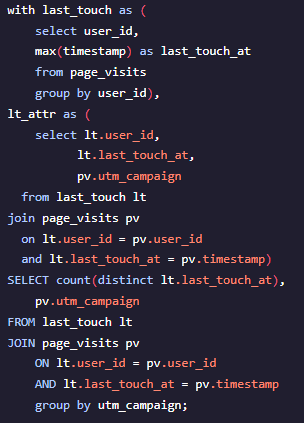 with last_touch as (
select user_id,
max(timestamp) as last_touch_at
from page_visits
group by user_id),
lt_attr as (
select lt.user_id,
lt.last_touch_at,
pv.utm_campaign
from last_touch lt
join page_visits pv
on lt.user_id = pv.user_id
and lt.last_touch_at = pv.timestamp)
SELECT count(distinct lt.last_touch_at),
pv.utm_campaign
FROM last_touch lt
JOIN page_visits pv
ON lt.user_id = pv.user_id
AND lt.last_touch_at = pv.timestamp
group by utm_campaign;